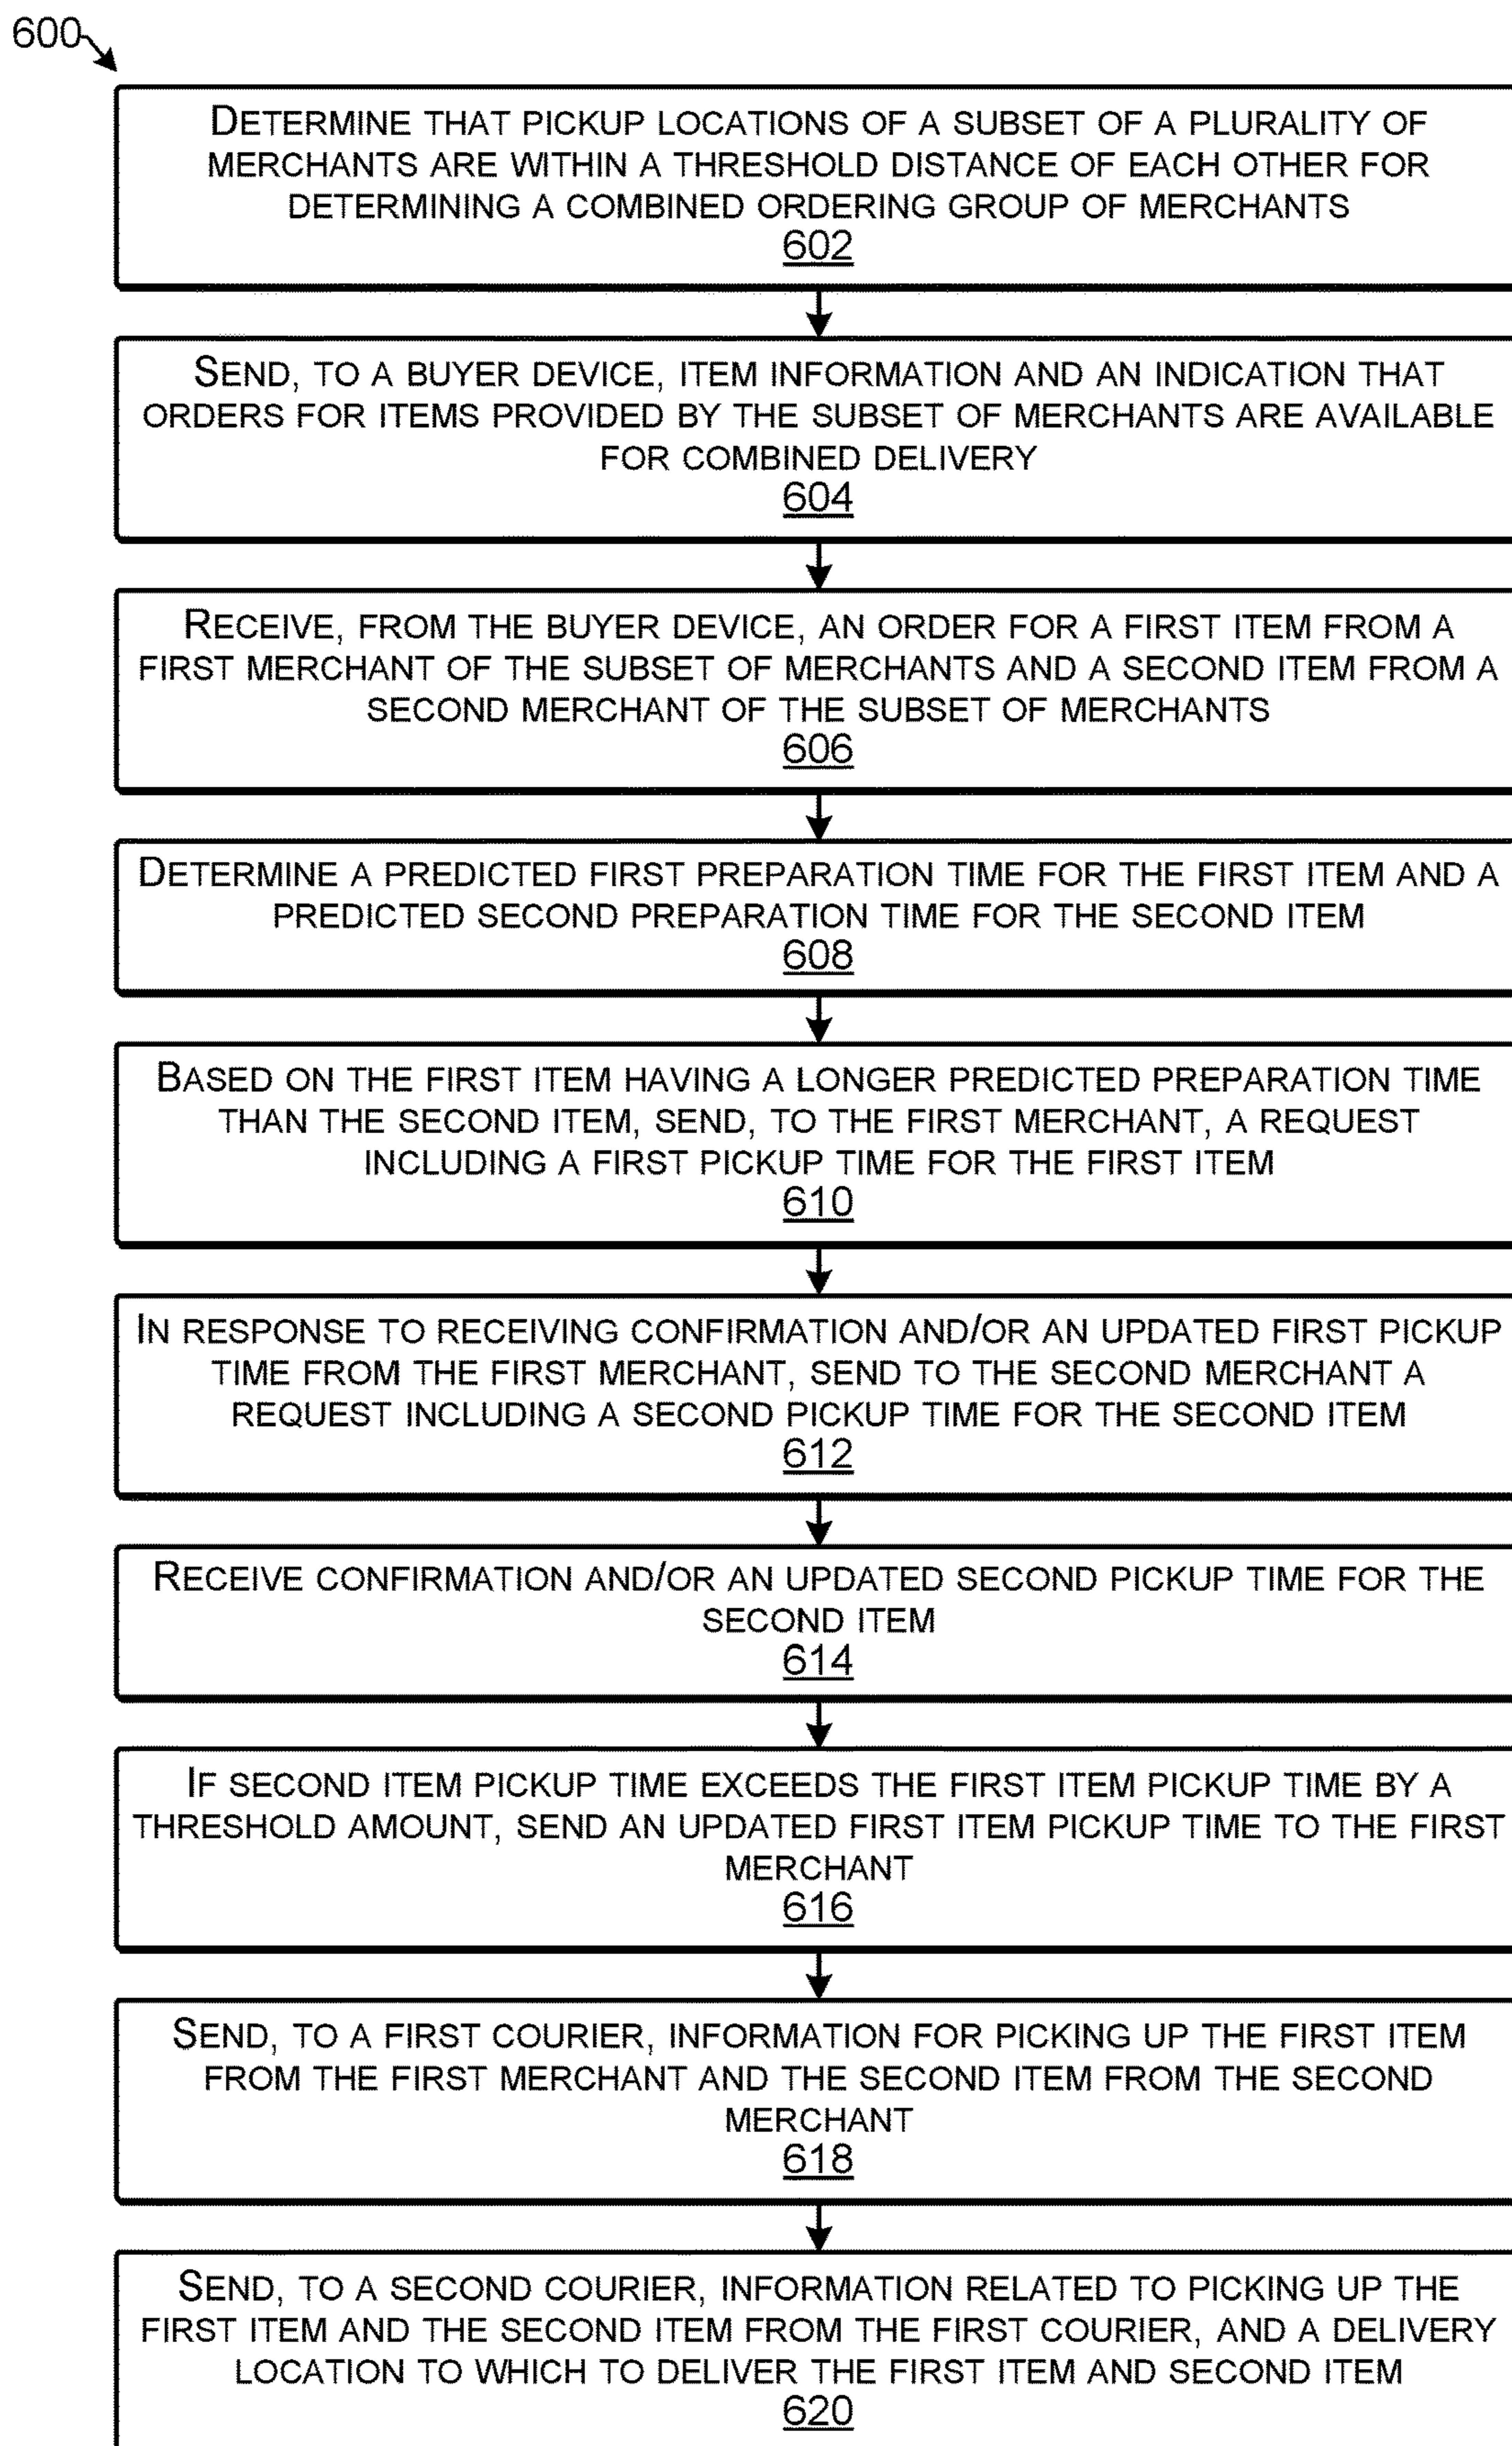 600
DETERMINE THAT PICKUP LOCATIONS OF A SUBSET OF A PLURALITY OF
MERCHANTS ARE WITHIN A THRESHOLD DISTANCE OF EACH OTHER FOR
DETERMINING A COMBINED ORDERING GROUP OF MERCHANTS
602
SEND, TO A BUYER DEVICE, ITEM INFORMATION AND AN INDICATION THAT
ORDERS FOR ITEMS PROVIDED BY THE SUBSET OF MERCHANTS ARE AVAILABLE
FOR COMBINED DELIVERY
604
RECEIVE, FROM THE BUYER DEVICE, AN ORDER FOR A FIRST ITEM FROM A
FIRST MERCHANT OF THE SUBSET OF MERCHANTS AND A SECOND ITEM FROM A
SECOND MERCHANT OF THE SUBSET OF MERCHANTS
606
DETERMINE A PREDICTED FIRST PREPARATION TIME FOR THE FIRST ITEM AND A
PREDICTED SECOND PREPARATION TIME FOR THE SECOND ITEM
608
BASED ON THE FIRST ITEM HAVING A LONGER PREDICTED PREPARATION TIME
THAN THE SECOND ITEM, SEND, TO THE FIRST MERCHANT, A REQUEST
INCLUDING A FIRST PICKUP TIME FOR THE FIRST ITEM
610
IN RESPONSE TO RECEIVING CONFIRMATION AND/OR AN UPDATED FIRST PICKUP
TIME FROM THE FIRST MERCHANT, SEND TO THE SECOND MERCHANT A
REQUEST INCLUDING A SECOND PICKUP TIME FOR THE SECOND ITEM
612
RECEIVE CONFIRMATION AND/OR AN UPDATED SECOND PICKUP TIME FOR THE
SECOND ITEM
614
IF SECOND ITEM PICKUP TIME EXCEEDS THE FIRST ITEM PICKUP TIME BY A
THRESHOLD AMOUNT, SEND AN UPDATED FIRST ITEM PICKUP TIME TO THE FIRST
MERCHANT
616
SEND, TO A FIRST COURIER, INFORMATION FOR PICKING UP THE FIRST ITEM
FROM THE FIRST MERCHANT AND THE SECOND ITEM FROM THE SECOND
MERCHANT
618
SEND, TO A SECOND COURIER, INFORMATION RELATED TO PICKING UP THE
FIRST ITEM AND THE SECOND ITEM FROM THE FIRST COURIER, AND A DELIVERY
LOCATION TO WHICH TO DELIVER THE FIRST ITEM AND SECOND ITEM
620